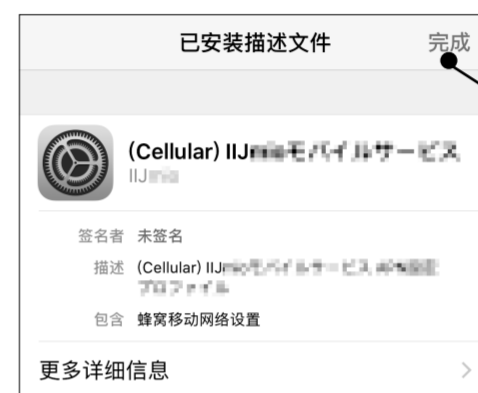 已安装描述文件 完成
(Cellular) IIJ
IIJ
签名者 未签名
描述 (Cellular) IIJ
包含 蜂窝移动网络设置
更多详细信息